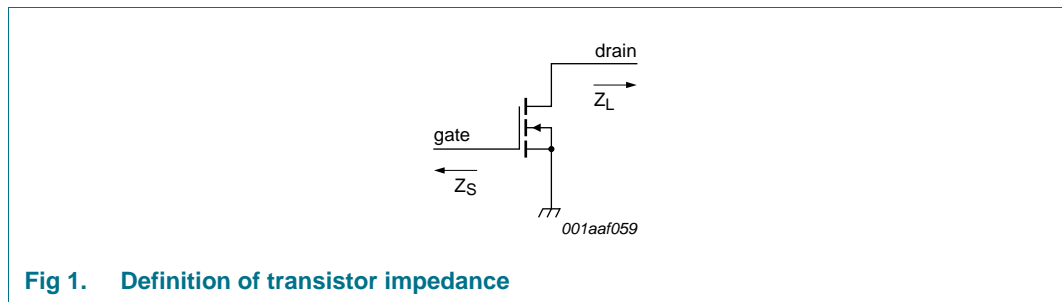 drain
Z_L
gate
Z_S
001aaf059
Fig 1. Definition of transistor impedance